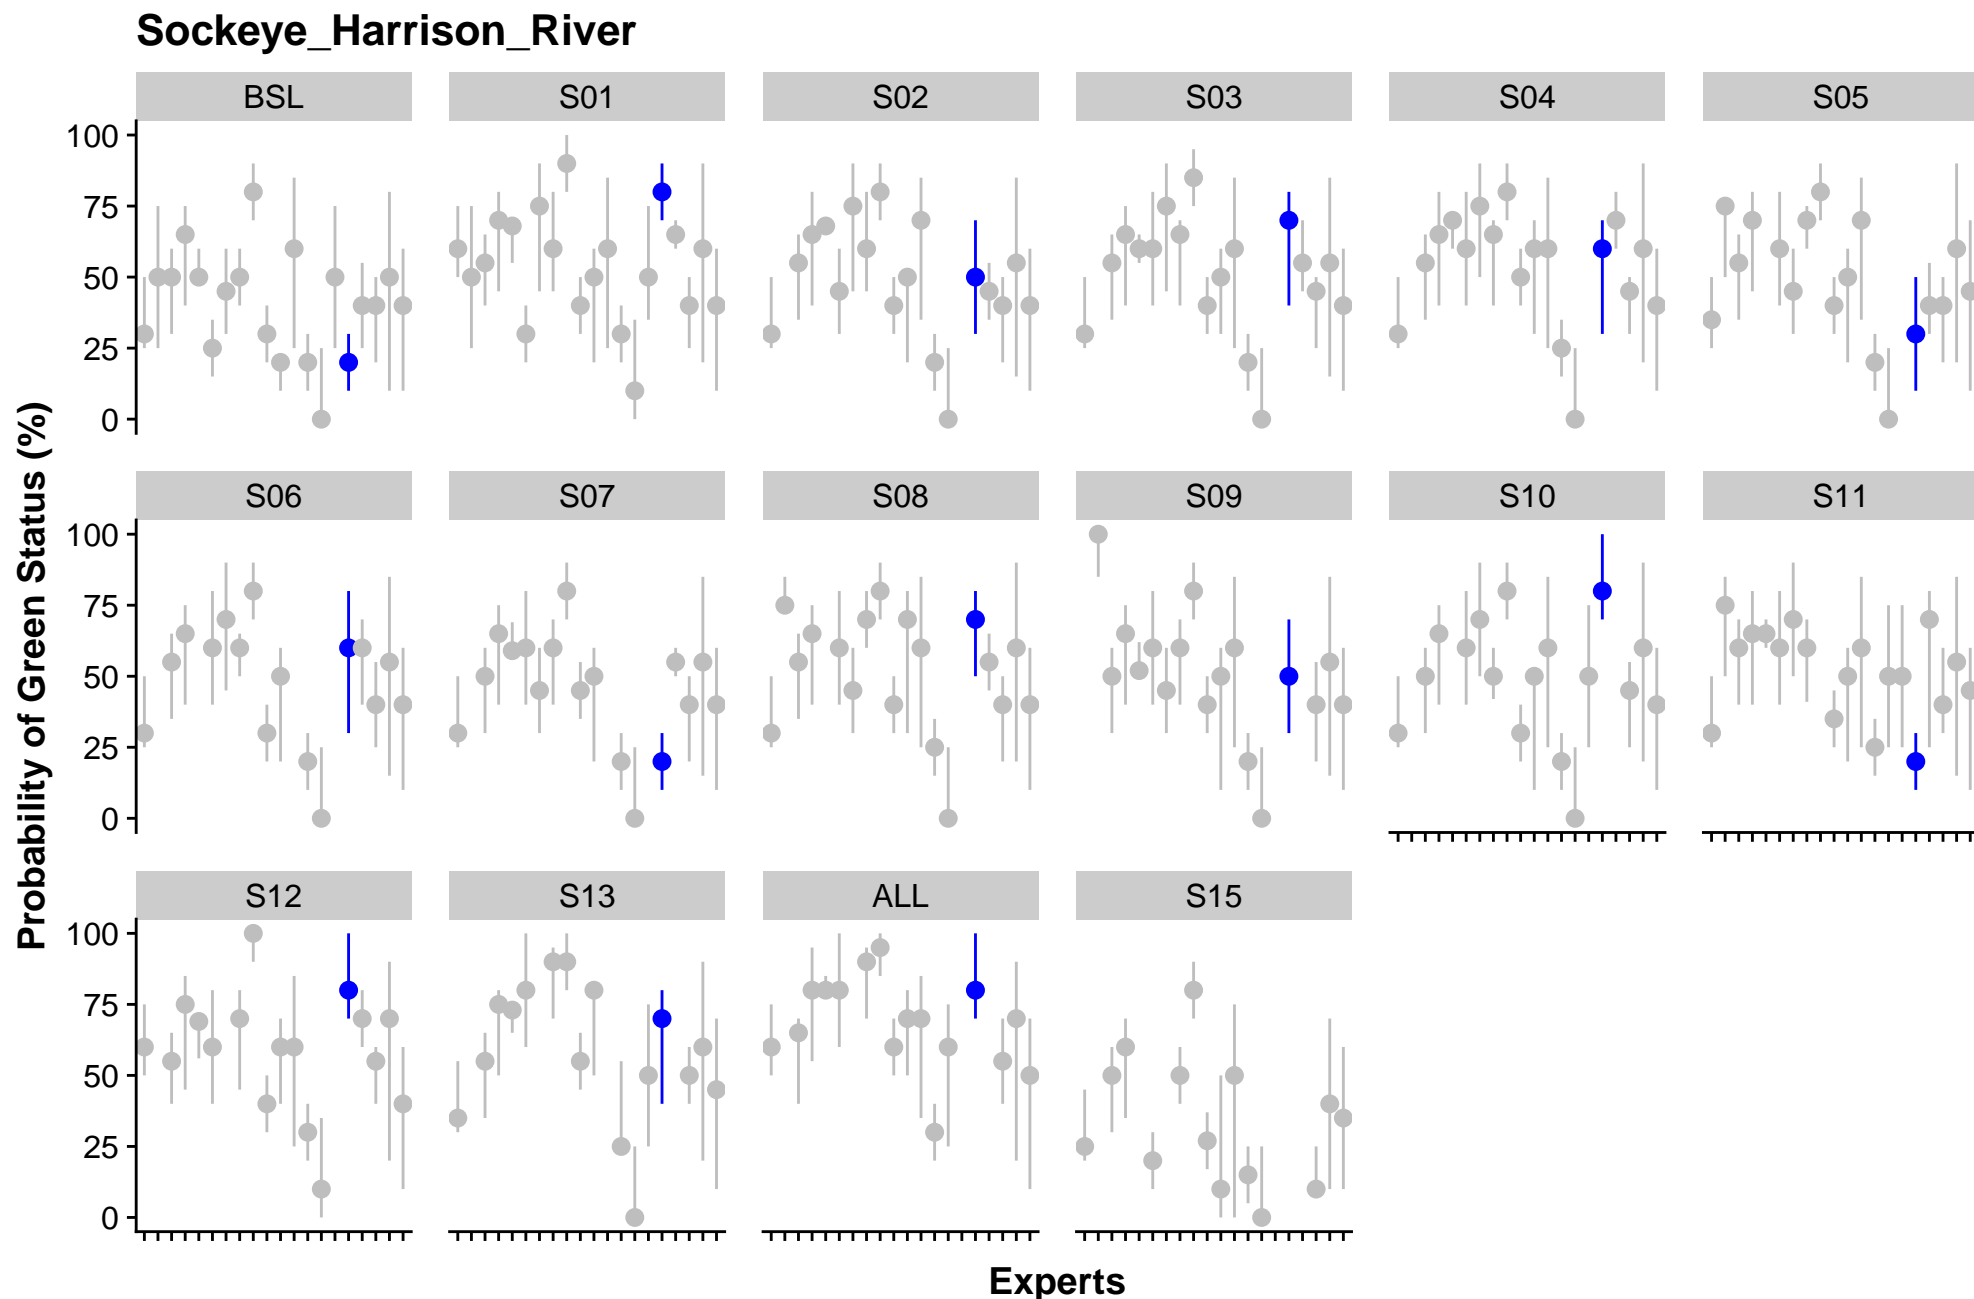 Sockeye_Harrison_River
BSL S01 S02 S03 S04 S05
100
75
50
25
0
S06 S07 S08 S09 S10 S11
100
75
50
25
0
S12 S13 ALL S15
100
75
50
25
0
Probability of Green Status (%)
Experts